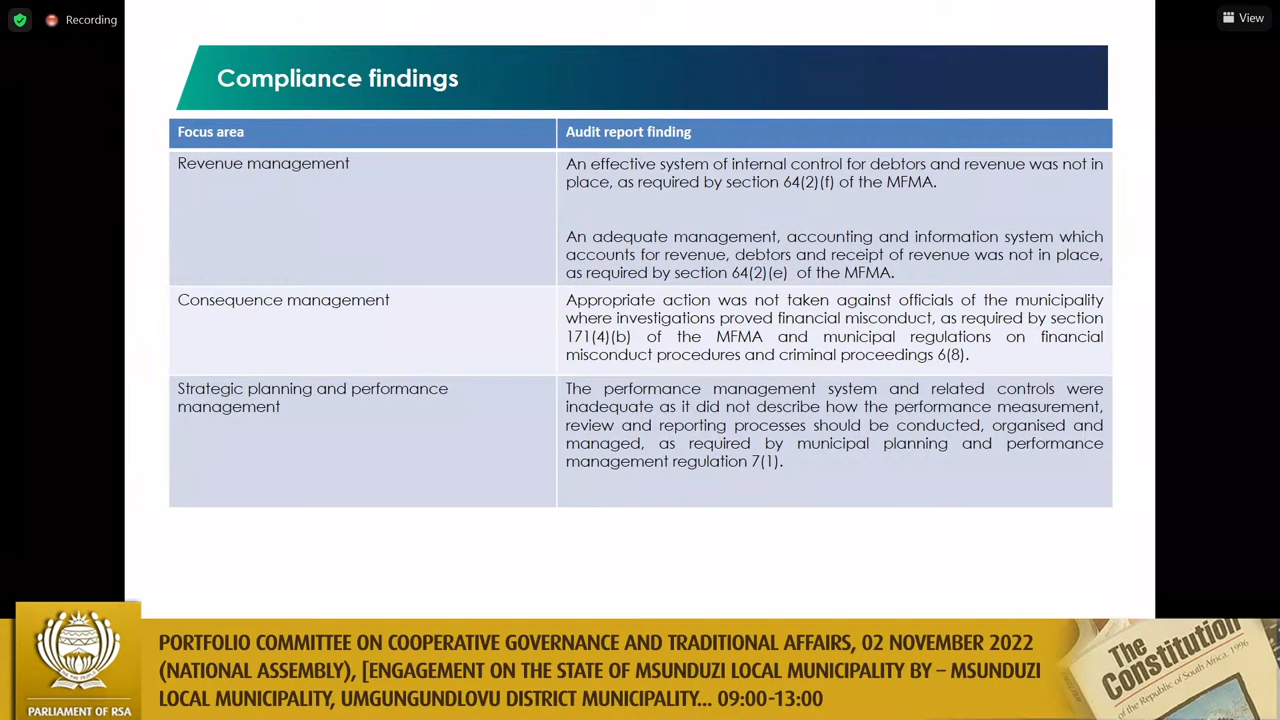 Recording
View
Compliance findings
Focus area
Audit report finding
Revenue management
An effective system of internal control for debtors and revenue was not in
place, as required by section 64(2)(f) of the MFMA.
An adequate management, accounting and information system which
accounts for revenue, debtors and receipt of revenue was not in place,
as required by section 64(2)(e) of the MFMA.
Consequence management
Appropriate action was not taken against officials of the municipality
where investigations proved financial misconduct, as required by section
171(4)(b) of the MFMA and municipal regulations on financial
misconduct procedures and criminal proceedings 6(8).
Strategic planning and performance
management
The performance management system and related controls were
inadequate as it did not describe how the performance measurement,
review and reporting processes should be conducted, organised and
managed, as required by municipal planning and performance
management regulation 7(1).
PARLIAMENT OF RSA
PORTFOLIO COMMITTEE ON COOPERATIVE GOVERNANCE AND TRADITIONAL AFFAIRS, 02 NOVEMBER 2022
(NATIONAL ASSEMBLY), [ENGAGEMENT ON THE STATE OF MSUNDUZI LOCAL MUNICIPALITY BY – MSUNDUZI
LOCAL MUNICIPALITY, UMGUNGUNDLOVU DISTRICT MUNICIPALITY... 09:00-13:00
The
Constitution
of the Republic of South Africa, 1996